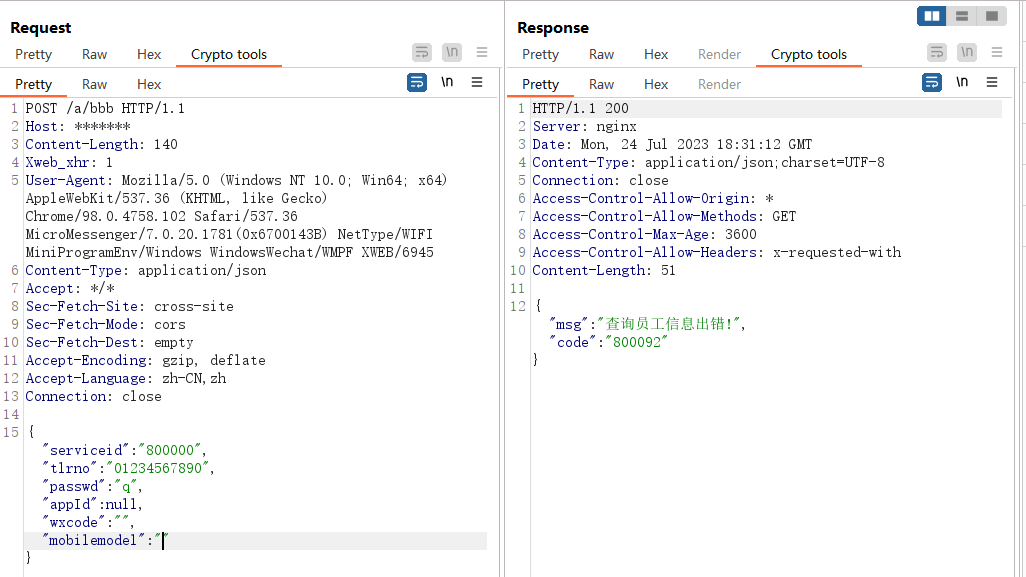 Request
Pretty Raw Hex Crypto tools \n
Pretty Raw Hex \n
1 POST /a/bbb HTTP/1.1
2 Host: *******
3 Content-Length: 140
4 Xweb_xhr: 1
5 User-Agent: Mozilla/5.0 (Windows NT 10.0; Win64; x64)
AppleWebKit/537.36 (KHTML, like Gecko)
Chrome/98.0.4758.102 Safari/537.36
MicroMessenger/7.0.20.1781(0x6700143B) NetType/WIFI
MiniProgramEnv/Windows WindowsWechat/WMPF XWEB/6945
6 Content-Type: application/json
7 Accept: */*
8 Sec-Fetch-Site: cross-site
9 Sec-Fetch-Mode: cors
10 Sec-Fetch-Dest: empty
11 Accept-Encoding: gzip, deflate
12 Accept-Language: zh-CN,zh
13 Connection: close
14
15 {
"serviceid":"800000",
"tlrno":"01234567890",
"passwd":"q",
"appId":null,
"wxcode":"",
"mobilemodel":""
}
Response
Pretty Raw Hex Render Crypto tools \n
Pretty Raw Hex Render \n
1 HTTP/1.1 200
2 Server: nginx
3 Date: Mon, 24 Jul 2023 18:31:12 GMT
4 Content-Type: application/json;charset=UTF-8
5 Connection: close
6 Access-Control-Allow-Origin: *
7 Access-Control-Allow-Methods: GET
8 Access-Control-Max-Age: 3600
9 Access-Control-Allow-Headers: x-requested-with
10 Content-Length: 51
11
12 {
"msg":"查询员工信息出错!",
"code":"800092"
}